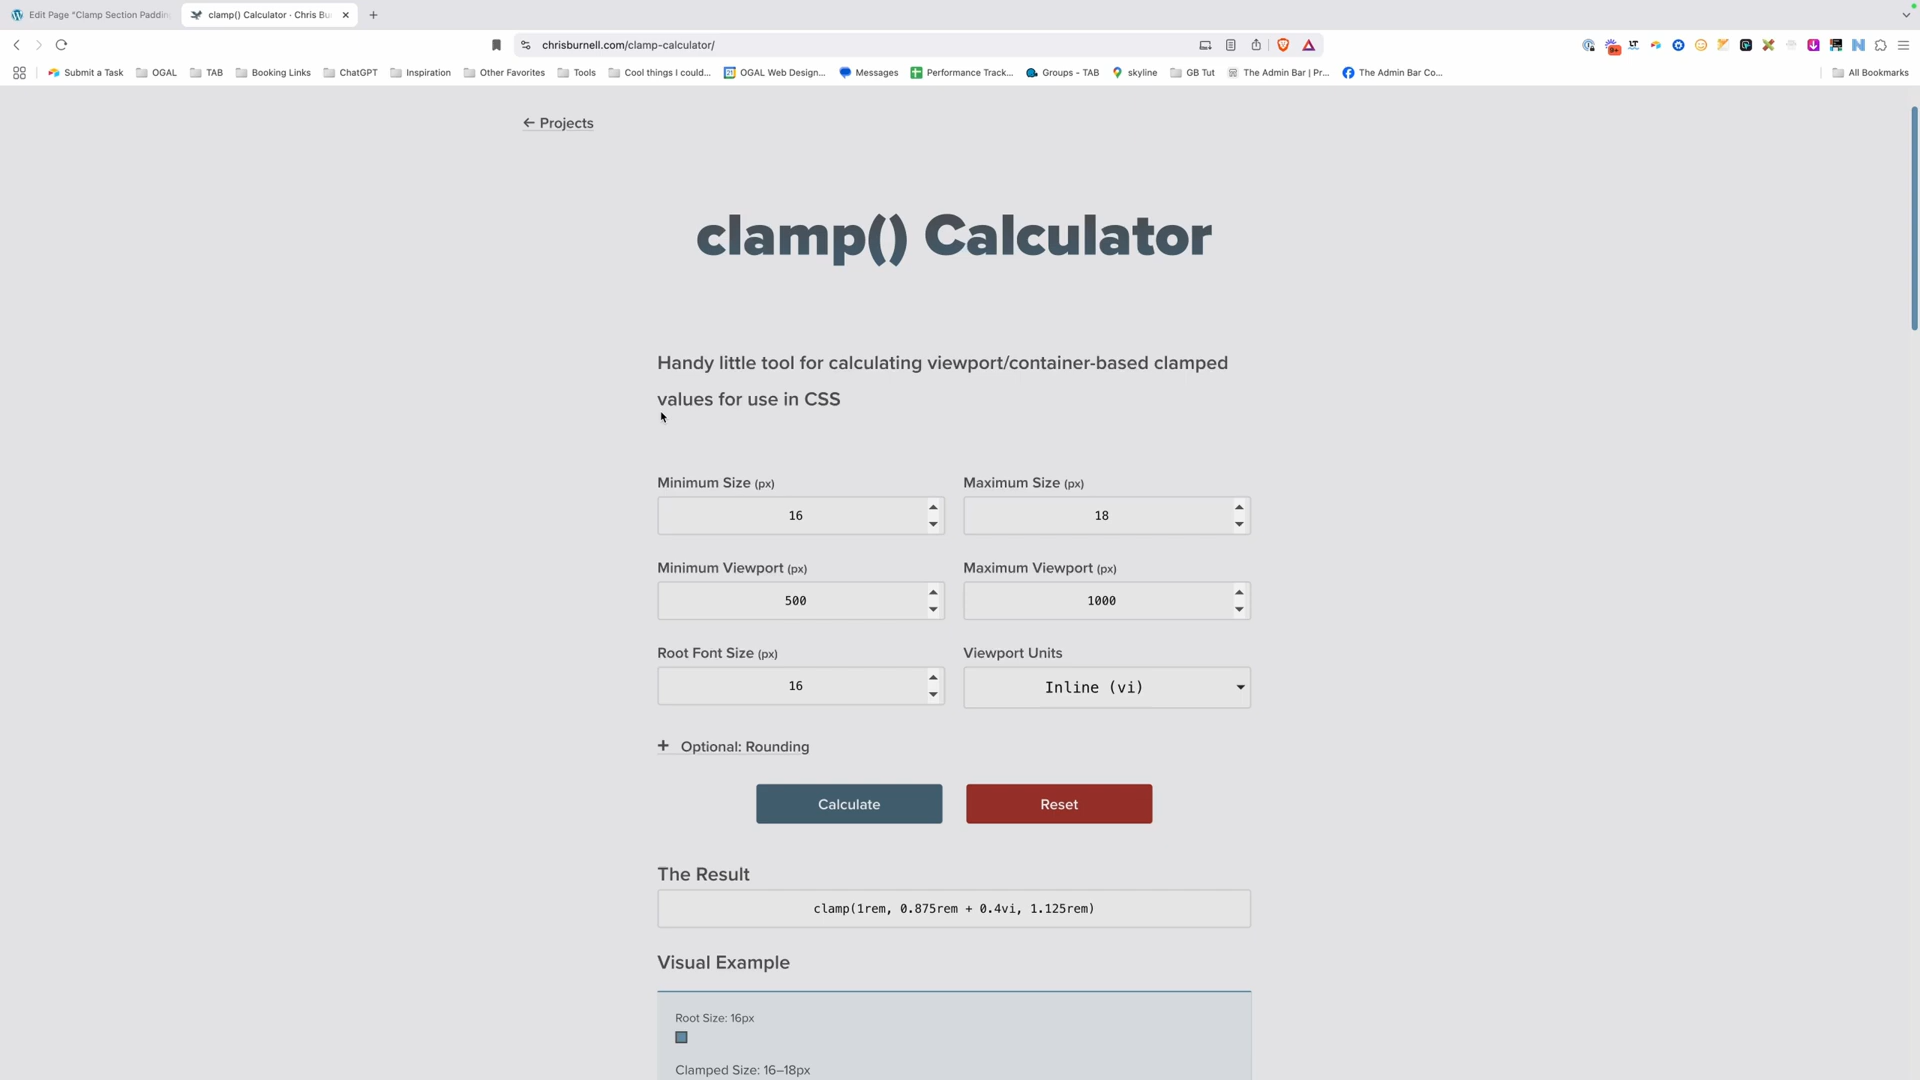 Edit Page "Clamp Section Paddin
clamp() Calculator · Chris Bu
chrisburnell.com/clamp-calculator/
9+
LT
Submit a Task
OGAL
TAB
Booking Links
ChatGPT
Inspiration
Other Favorites
Tools
Cool things I could...
OGAL Web Design...
Messages
Performance Track...
Groups - TAB
skyline
GB Tut
The Admin Bar | Pr...
The Admin Bar Co...
All Bookmarks
← Projects
clamp() Calculator
Handy little tool for calculating viewport/container-based clamped
values for use in CSS
Minimum Size (px)
Maximum Size (px)
16
18
Minimum Viewport (px)
Maximum Viewport (px)
500
1000
Root Font Size (px)
Viewport Units
16
Inline (vi)
+ Optional: Rounding
Calculate
Reset
The Result
clamp(1rem, 0.875rem + 0.4vi, 1.125rem)
Visual Example
Root Size: 16px
Clamped Size: 16–18px